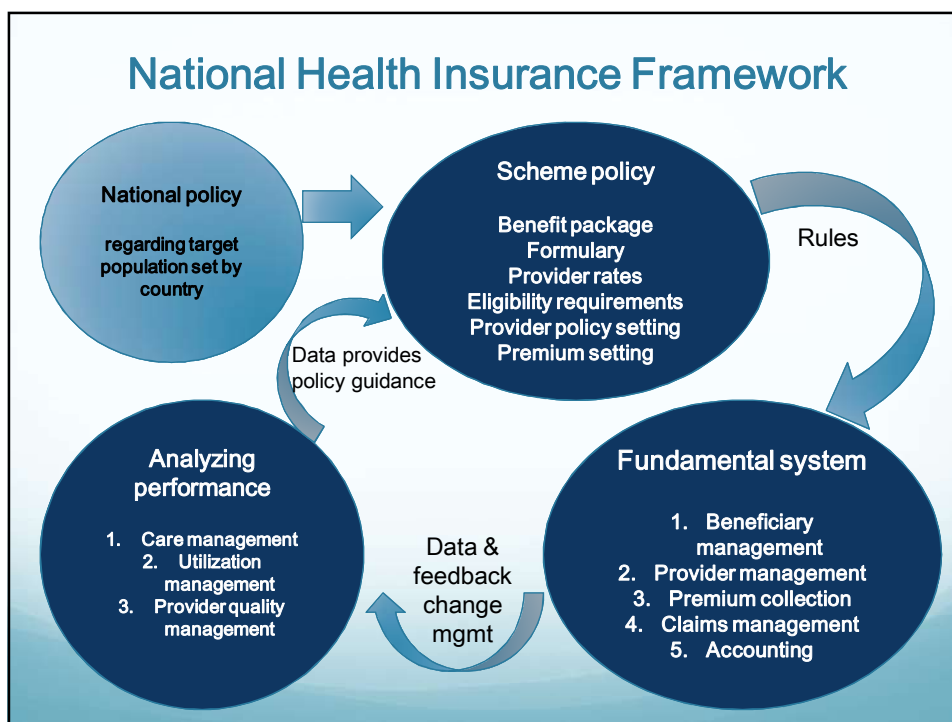 National Health Insurance Framework
National policy
regarding target
population set by
country
Scheme policy
Benefit package
Formulary
Provider rates
Eligibility requirements
Provider policy setting
Premium setting
Rules
Fundamental system
1. Beneficiary
management
2. Provider management
3. Premium collection
4. Claims management
5. Accounting
Data &
feedback
change
mgmt
Analyzing
performance
1. Care management
2. Utilization
management
3. Provider quality
management
Data provides
policy guidance